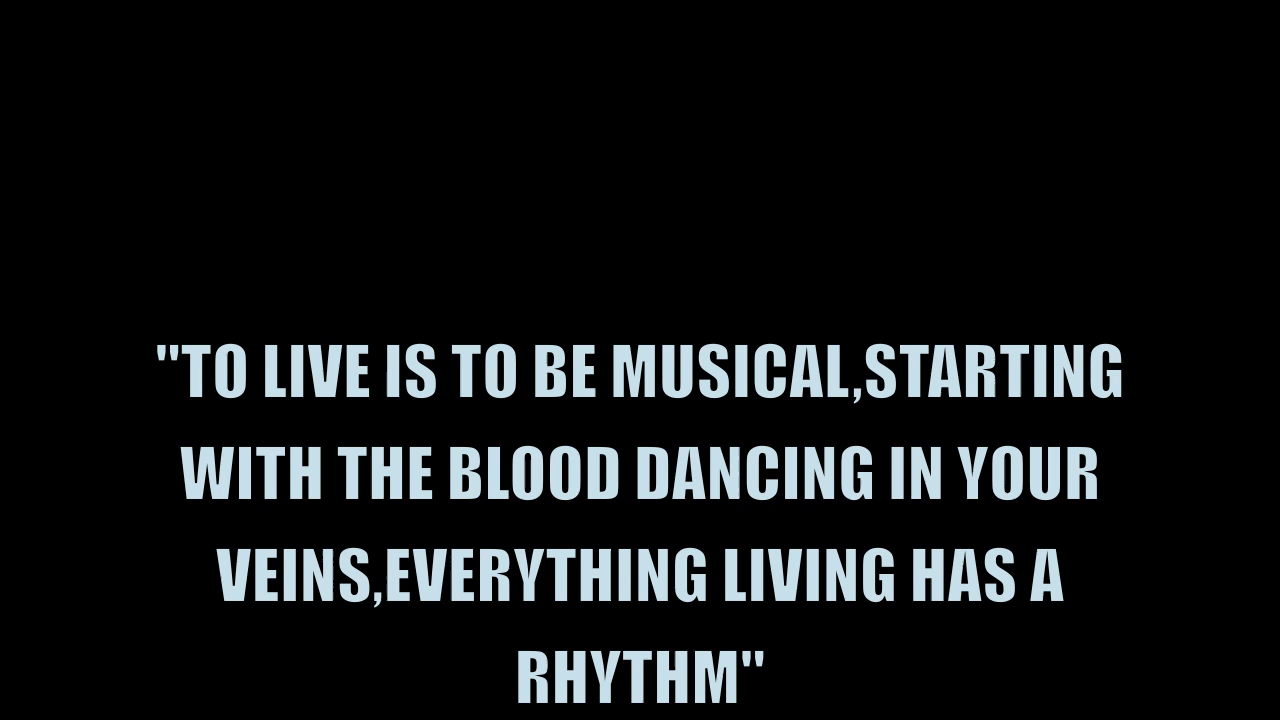 "TO LIVE IS TO BE MUSICAL,STARTING
WITH THE BLOOD DANCING IN YOUR
VEINS,EVERYTHING LIVING HAS A
RHYTHM"